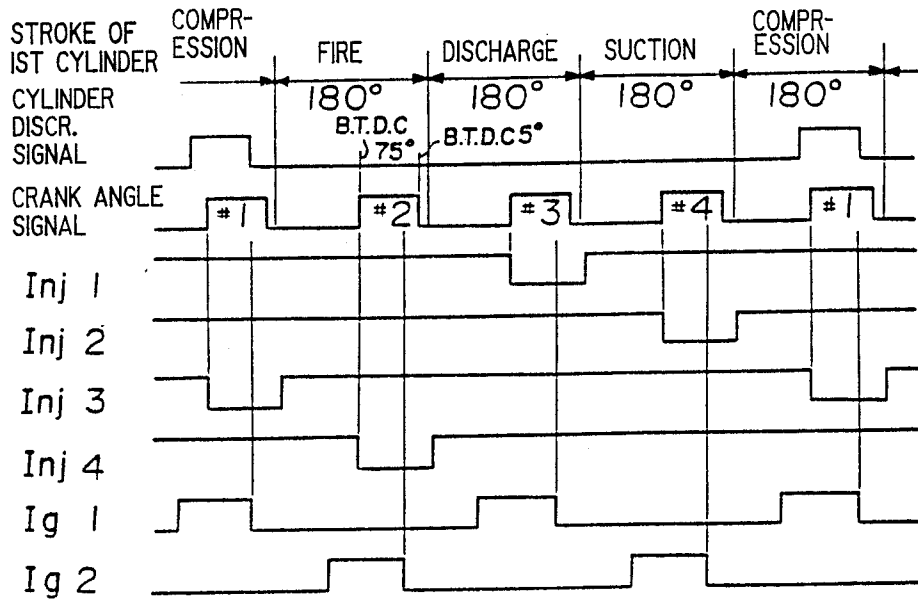 STROKE OF
IST CYLINDER
COMPR-
ESSION
FIRE
DISCHARGE
SUCTION
COMPR-
ESSION
180°
180°
180°
180°
CYLINDER
DISCR.
SIGNAL
B.T.D.C
75°
B.T.D.C5°
CRANK ANGLE
SIGNAL
#1
#2
#3
#4
#1
Inj 1
Inj 2
Inj 3
Inj 4
Ig 1
Ig 2